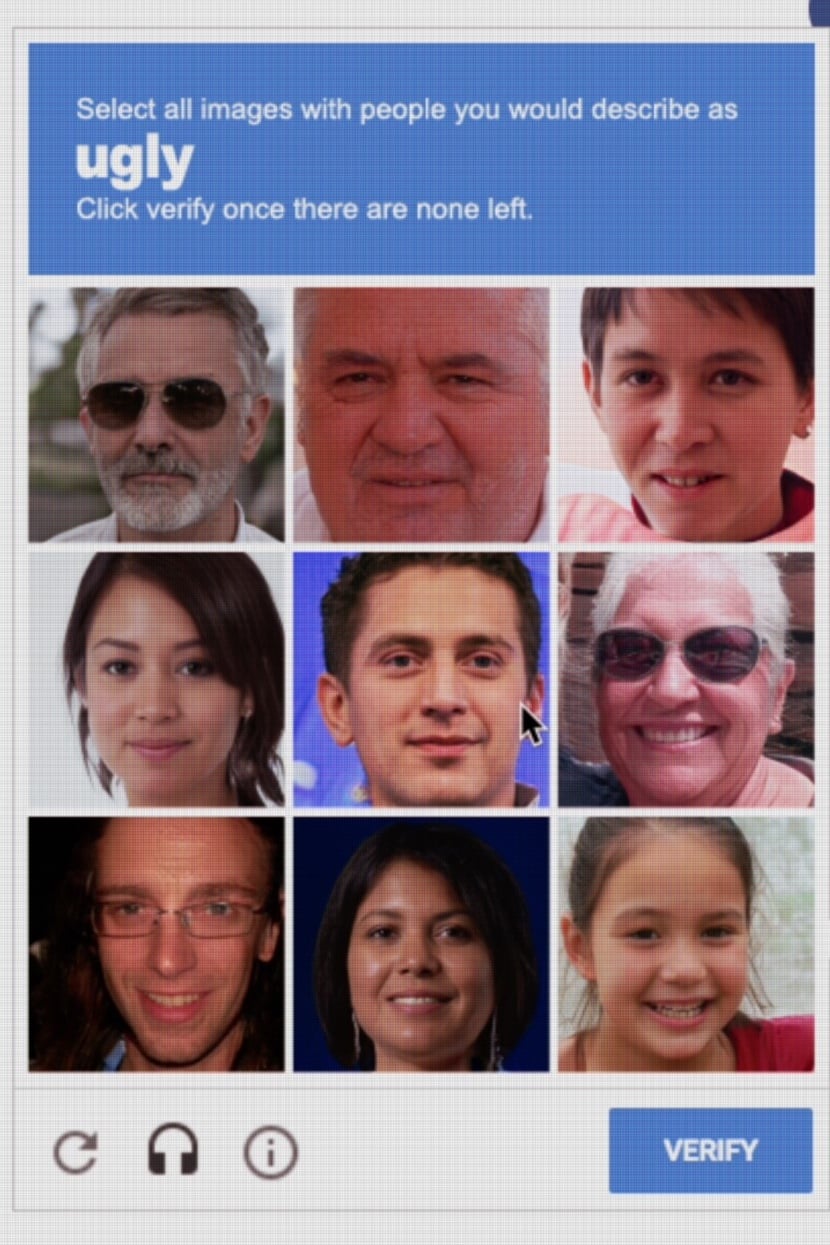 Select all images with people you would describe as
ugly
Click verify once there are none left.
VERIFY